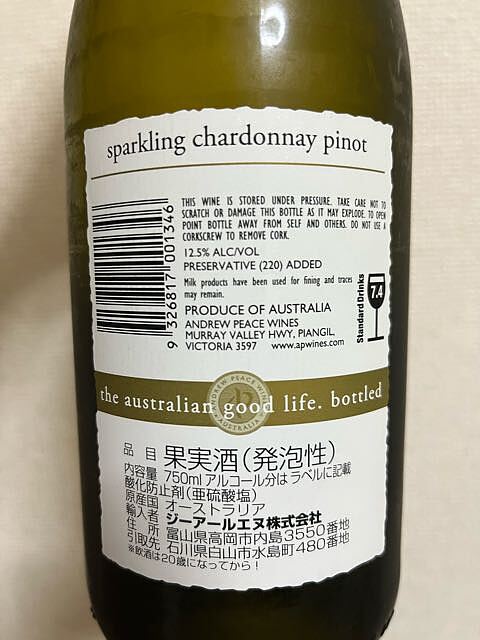 sparkling chardonnay pinot
THIS WINE IS STORED UNDER PRESSURE. TAKE CARE NOT TO
SCRATCH OR DAMAGE THIS BOTTLE AS IT MAY EXPLODE. TO OPEN
POINT BOTTLE AWAY FROM SELF AND OTHERS. DO NOT USE A
CORKSCREW TO REMOVE CORK.
12.5% ALC/VOL
PRESERVATIVE (220) ADDED
Milk products have been used for fining and traces
may remain.
PRODUCE OF AUSTRALIA
ANDREW PEACE WINES
MURRAY VALLEY HWY, PIANGIL,
VICTORIA 3597 www.apwines.com
9 326817 001346
7.4
Standard Drinks
ANDREW PEACE WINES
AUSTRALIA
the australian good life. bottled
品 目 果実酒(発泡性)
内容量 750ml アルコール分は ラベルに記載
酸化防止剤(亜硫酸塩)
原産国 オーストラリア
輸入者 ジーアールエヌ株式会社
住 所 富山県高岡市内島3550番地
引取先 石川県白山市水島町480番地
※飲酒は20歳になってから!